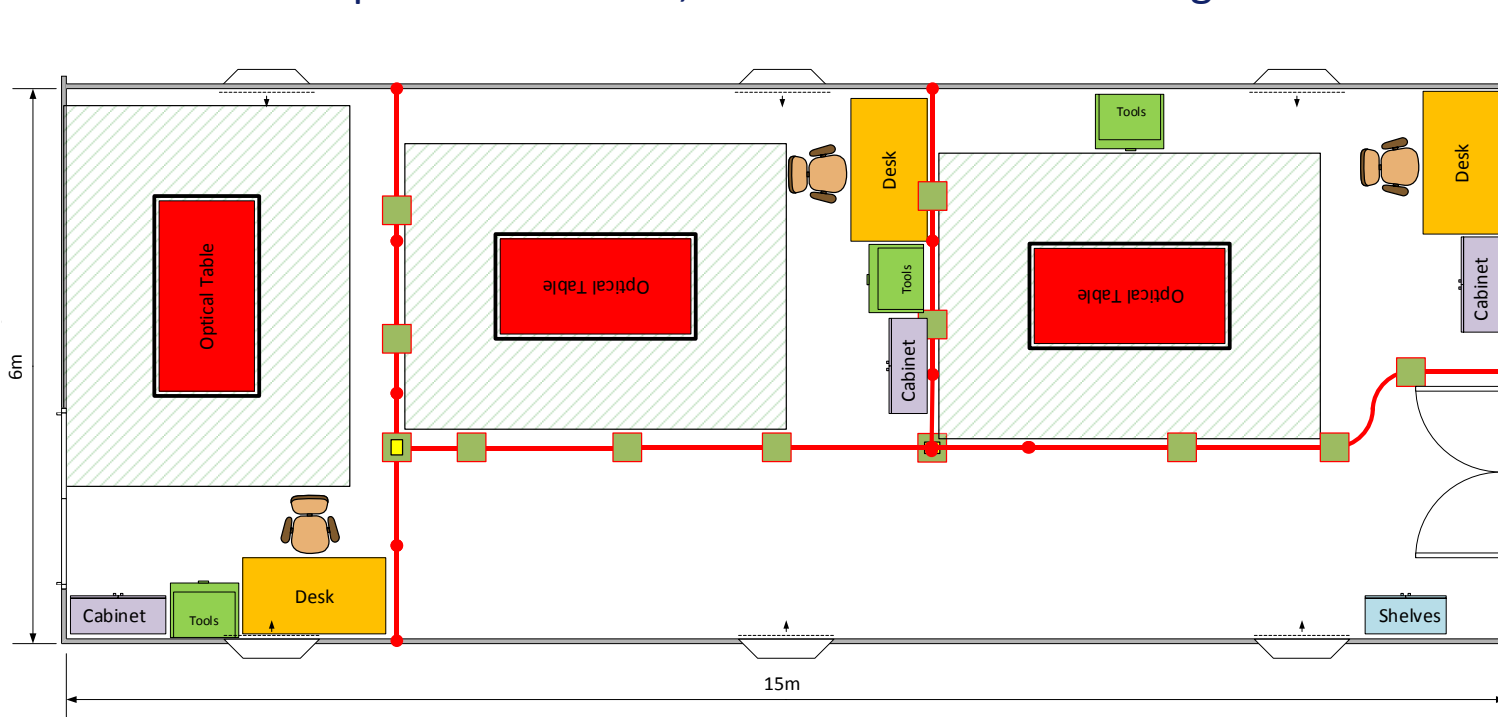 Tools
Desk
Desk
Optical Table
Optical Table
Optical Table
Tools
Cabinet
Cabinet
6m
Desk
Cabinet
Tools
Shelves
15m